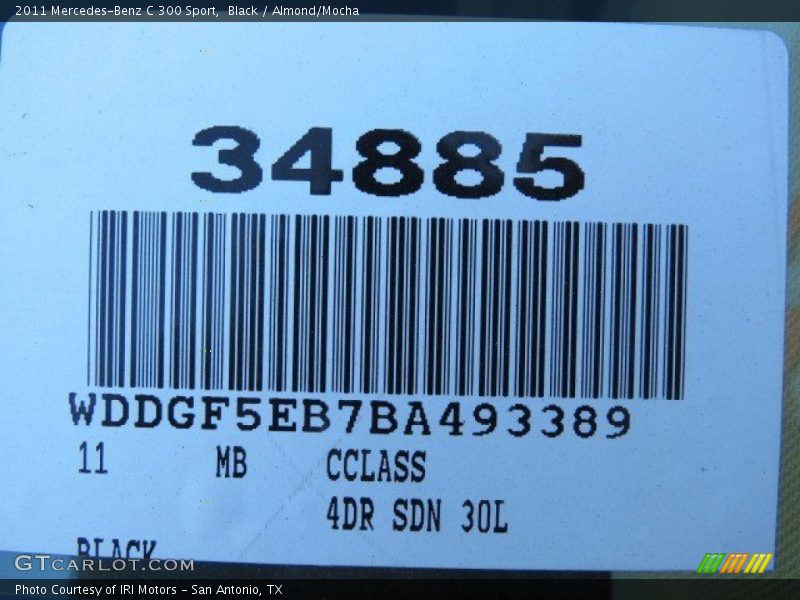 2011 Mercedes-Benz C 300 Sport,  Black / Almond/Mocha
34885
WDDGF5EB7BA493389
11 MB CCLASS
4DR SDN 30L
BLACK
GTCARLOT.COM
Photo Courtesy of IRI Motors - San Antonio, TX